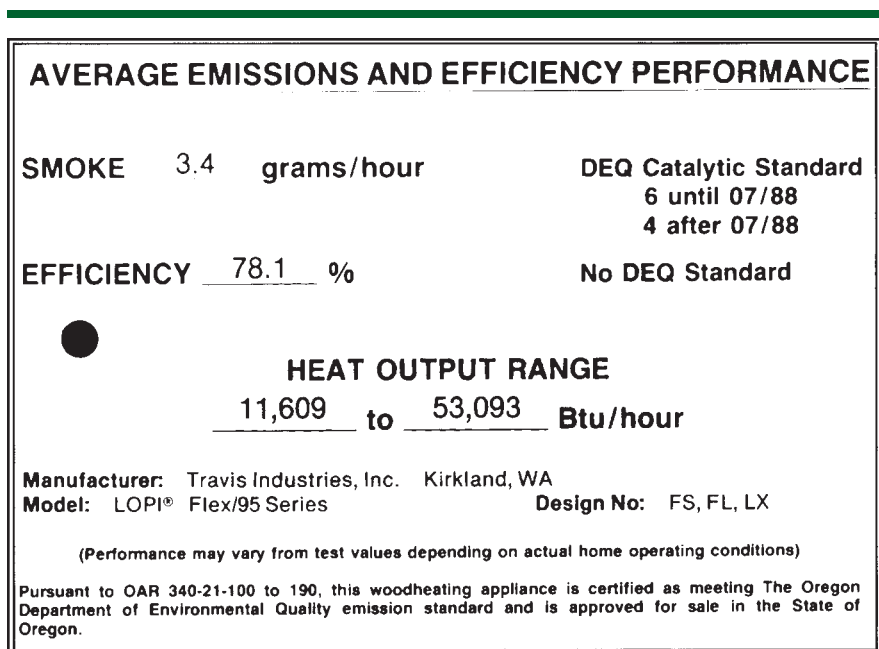 AVERAGE EMISSIONS AND EFFICIENCY PERFORMANCE
SMOKE 3.4 grams/hour
DEQ Catalytic Standard
6 until 07/88
4 after 07/88
EFFICIENCY 78.1 %
No DEQ Standard
HEAT OUTPUT RANGE
11,609 to 53,093 Btu/hour
Manufacturer: Travis Industries, Inc. Kirkland, WA
Model: LOPI® Flex/95 Series Design No: FS, FL, LX
(Performance may vary from test values depending on actual home operating conditions)
Pursuant to OAR 340-21-100 to 190, this woodheating appliance is certified as meeting The Oregon
Department of Environmental Quality emission standard and is approved for sale in the State of
Oregon.